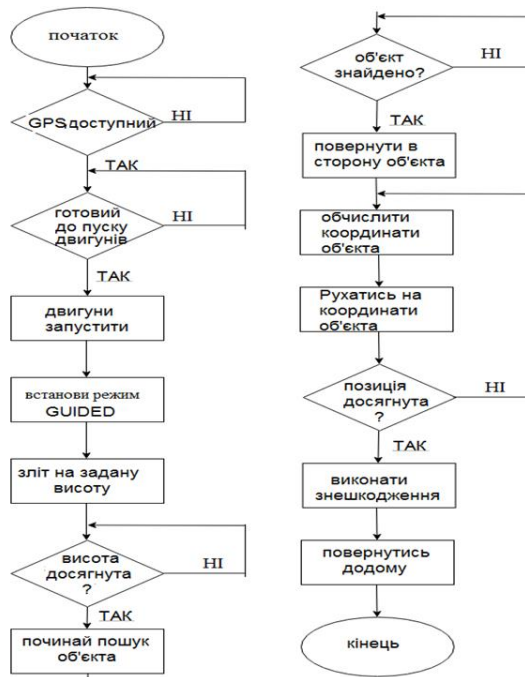 початок
GPS,доступний
НІ
ТАК
готовий
до пуску
двигунів
НІ
ТАК
двигуни
запустити
встанови режим
GUIDED
зліт на задану
висоту
висота
досягнута
?
НІ
ТАК
починай пошук
об'єкта
об'єкт
знайдено?
НІ
ТАК
повернути в
сторону об'єкта
обчислити
координати
об'єкта
Рухатись на
координати
об'єкта
позиція
досягнута
?
НІ
ТАК
виконати
знешкодження
повернутись
додому
кінець